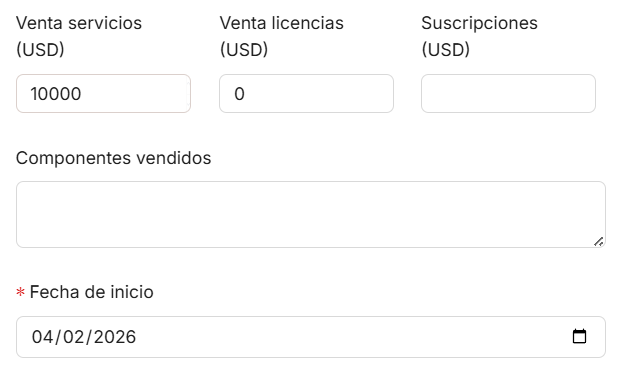 Venta servicios (USD)
Venta licencias (USD)
Suscripciones (USD)
10000
0
Componentes vendidos
* Fecha de inicio
04/02/2026